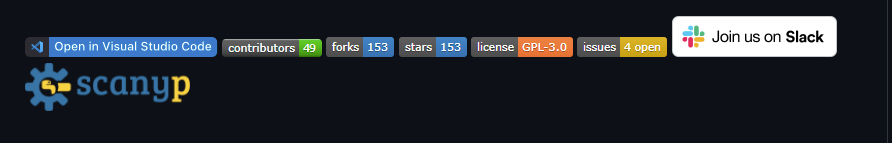 Open in Visual Studio Code contributors 49 forks 153 stars 153 license GPL-3.0 issues 4 open Join us on Slack
scanyp